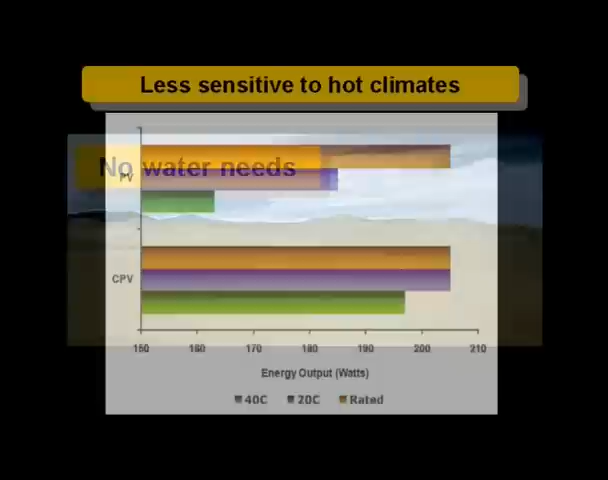 Less sensitive to hot climates
No water needs
PV
CPV
150 160 170 180 190 200 210
Energy Output (Watts)
40C 20C Rated